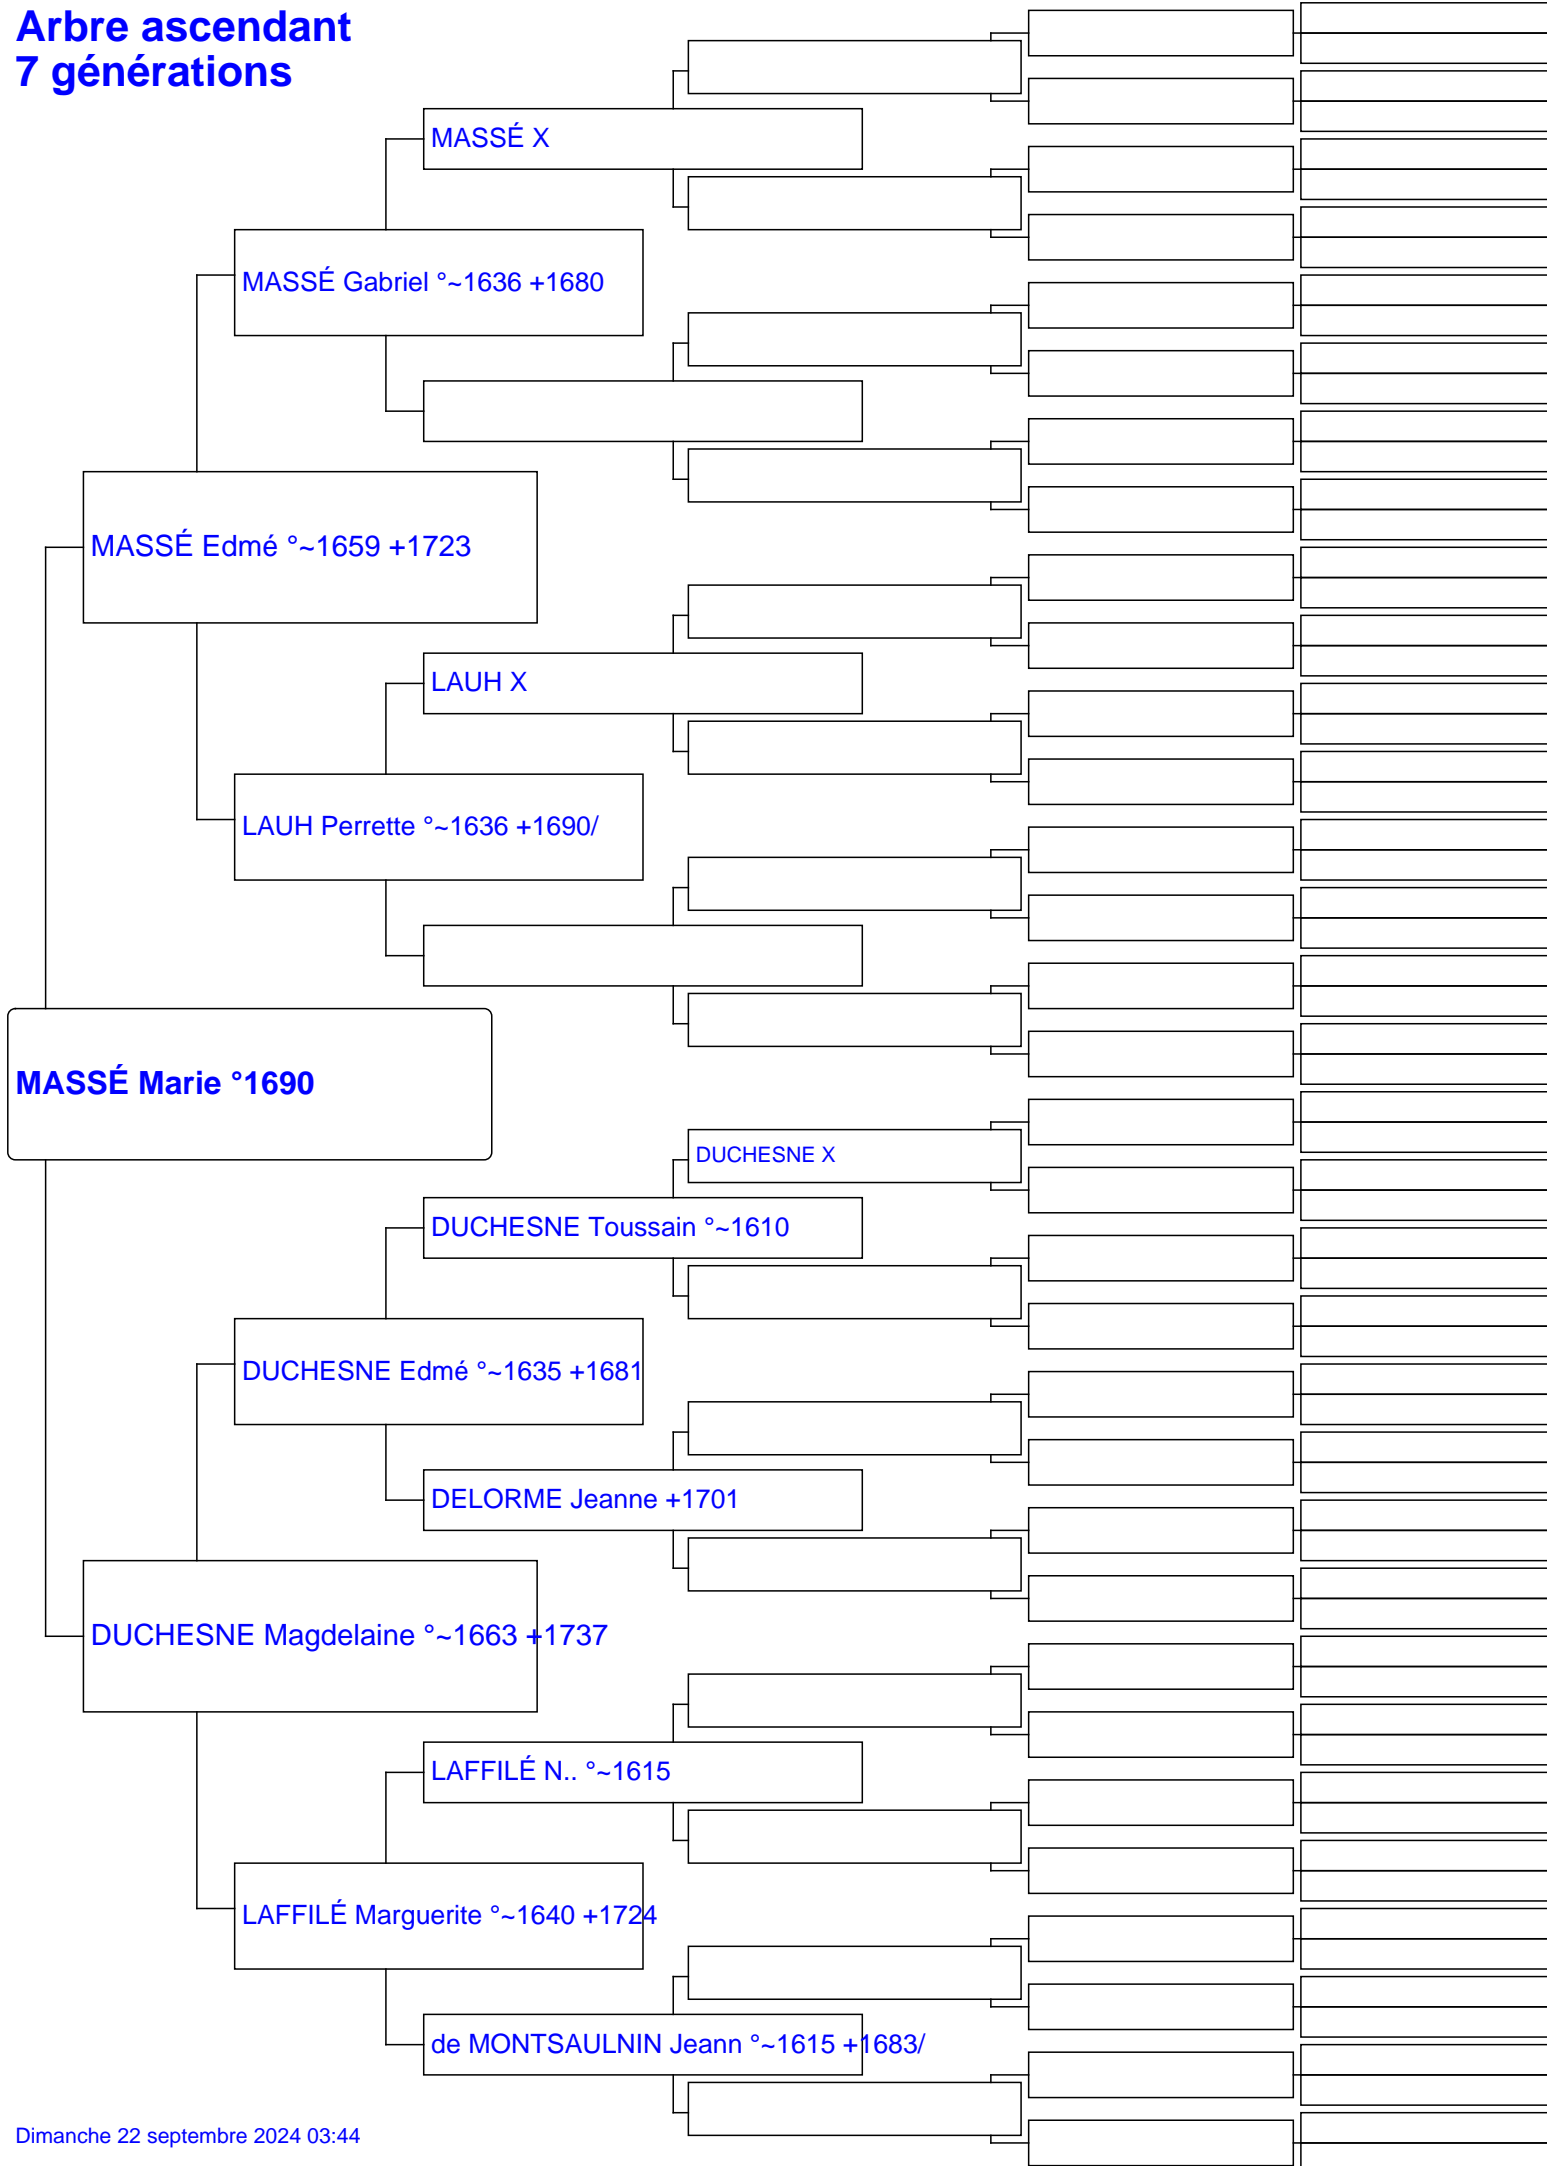 Arbre ascendant
7 générations
MASSÉ X
MASSÉ Gabriel °~1636 +1680
MASSÉ Edmé °~1659 +1723
LAUH X
LAUH Perrette °~1636 +1690/
MASSÉ Marie °1690
DUCHESNE X
DUCHESNE Toussain °~1610
DUCHESNE Edmé °~1635 +1681
DELORME Jeanne +1701
DUCHESNE Magdelaine °~1663 +1737
LAFFILÉ N.. °~1615
LAFFILÉ Marguerite °~1640 +1724
de MONTSAULNIN Jeann °~1615 +1683/
Dimanche 22 septembre 2024 03:44